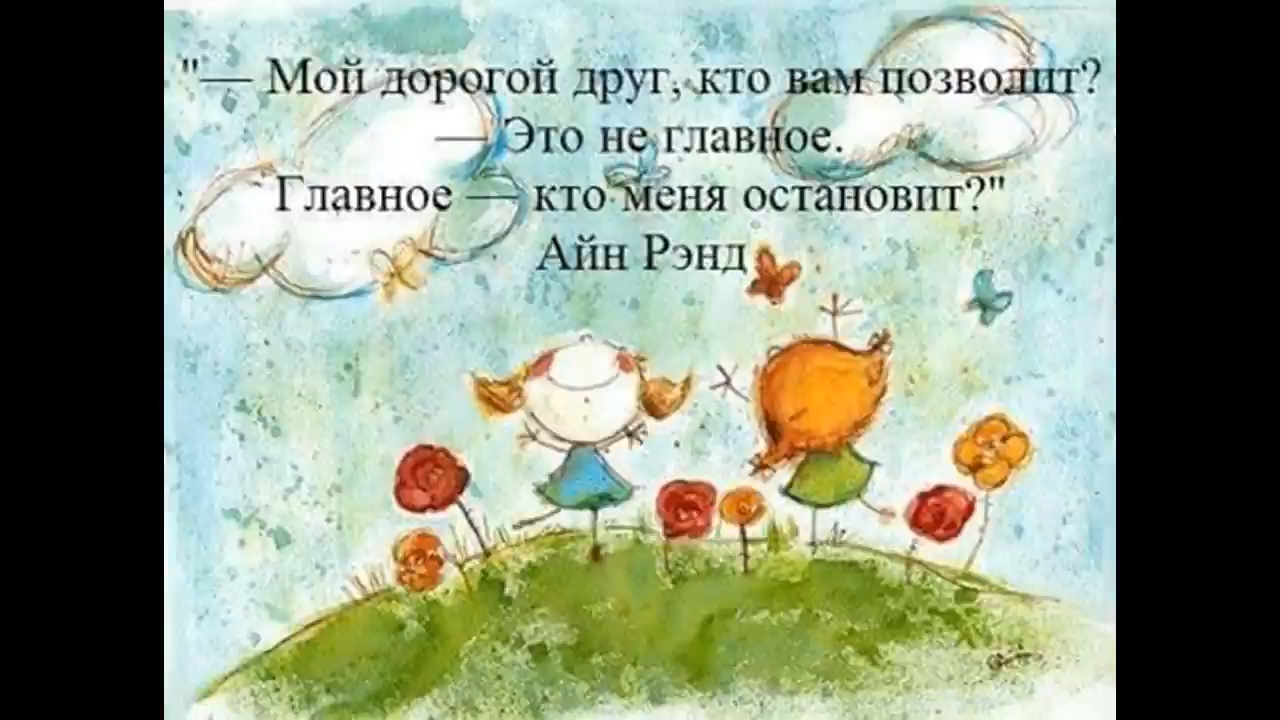 "— Мой дорогой друг, кто вам позволит?
— Это не главное.
Главное — кто меня остановит?"
Айн Рэнд